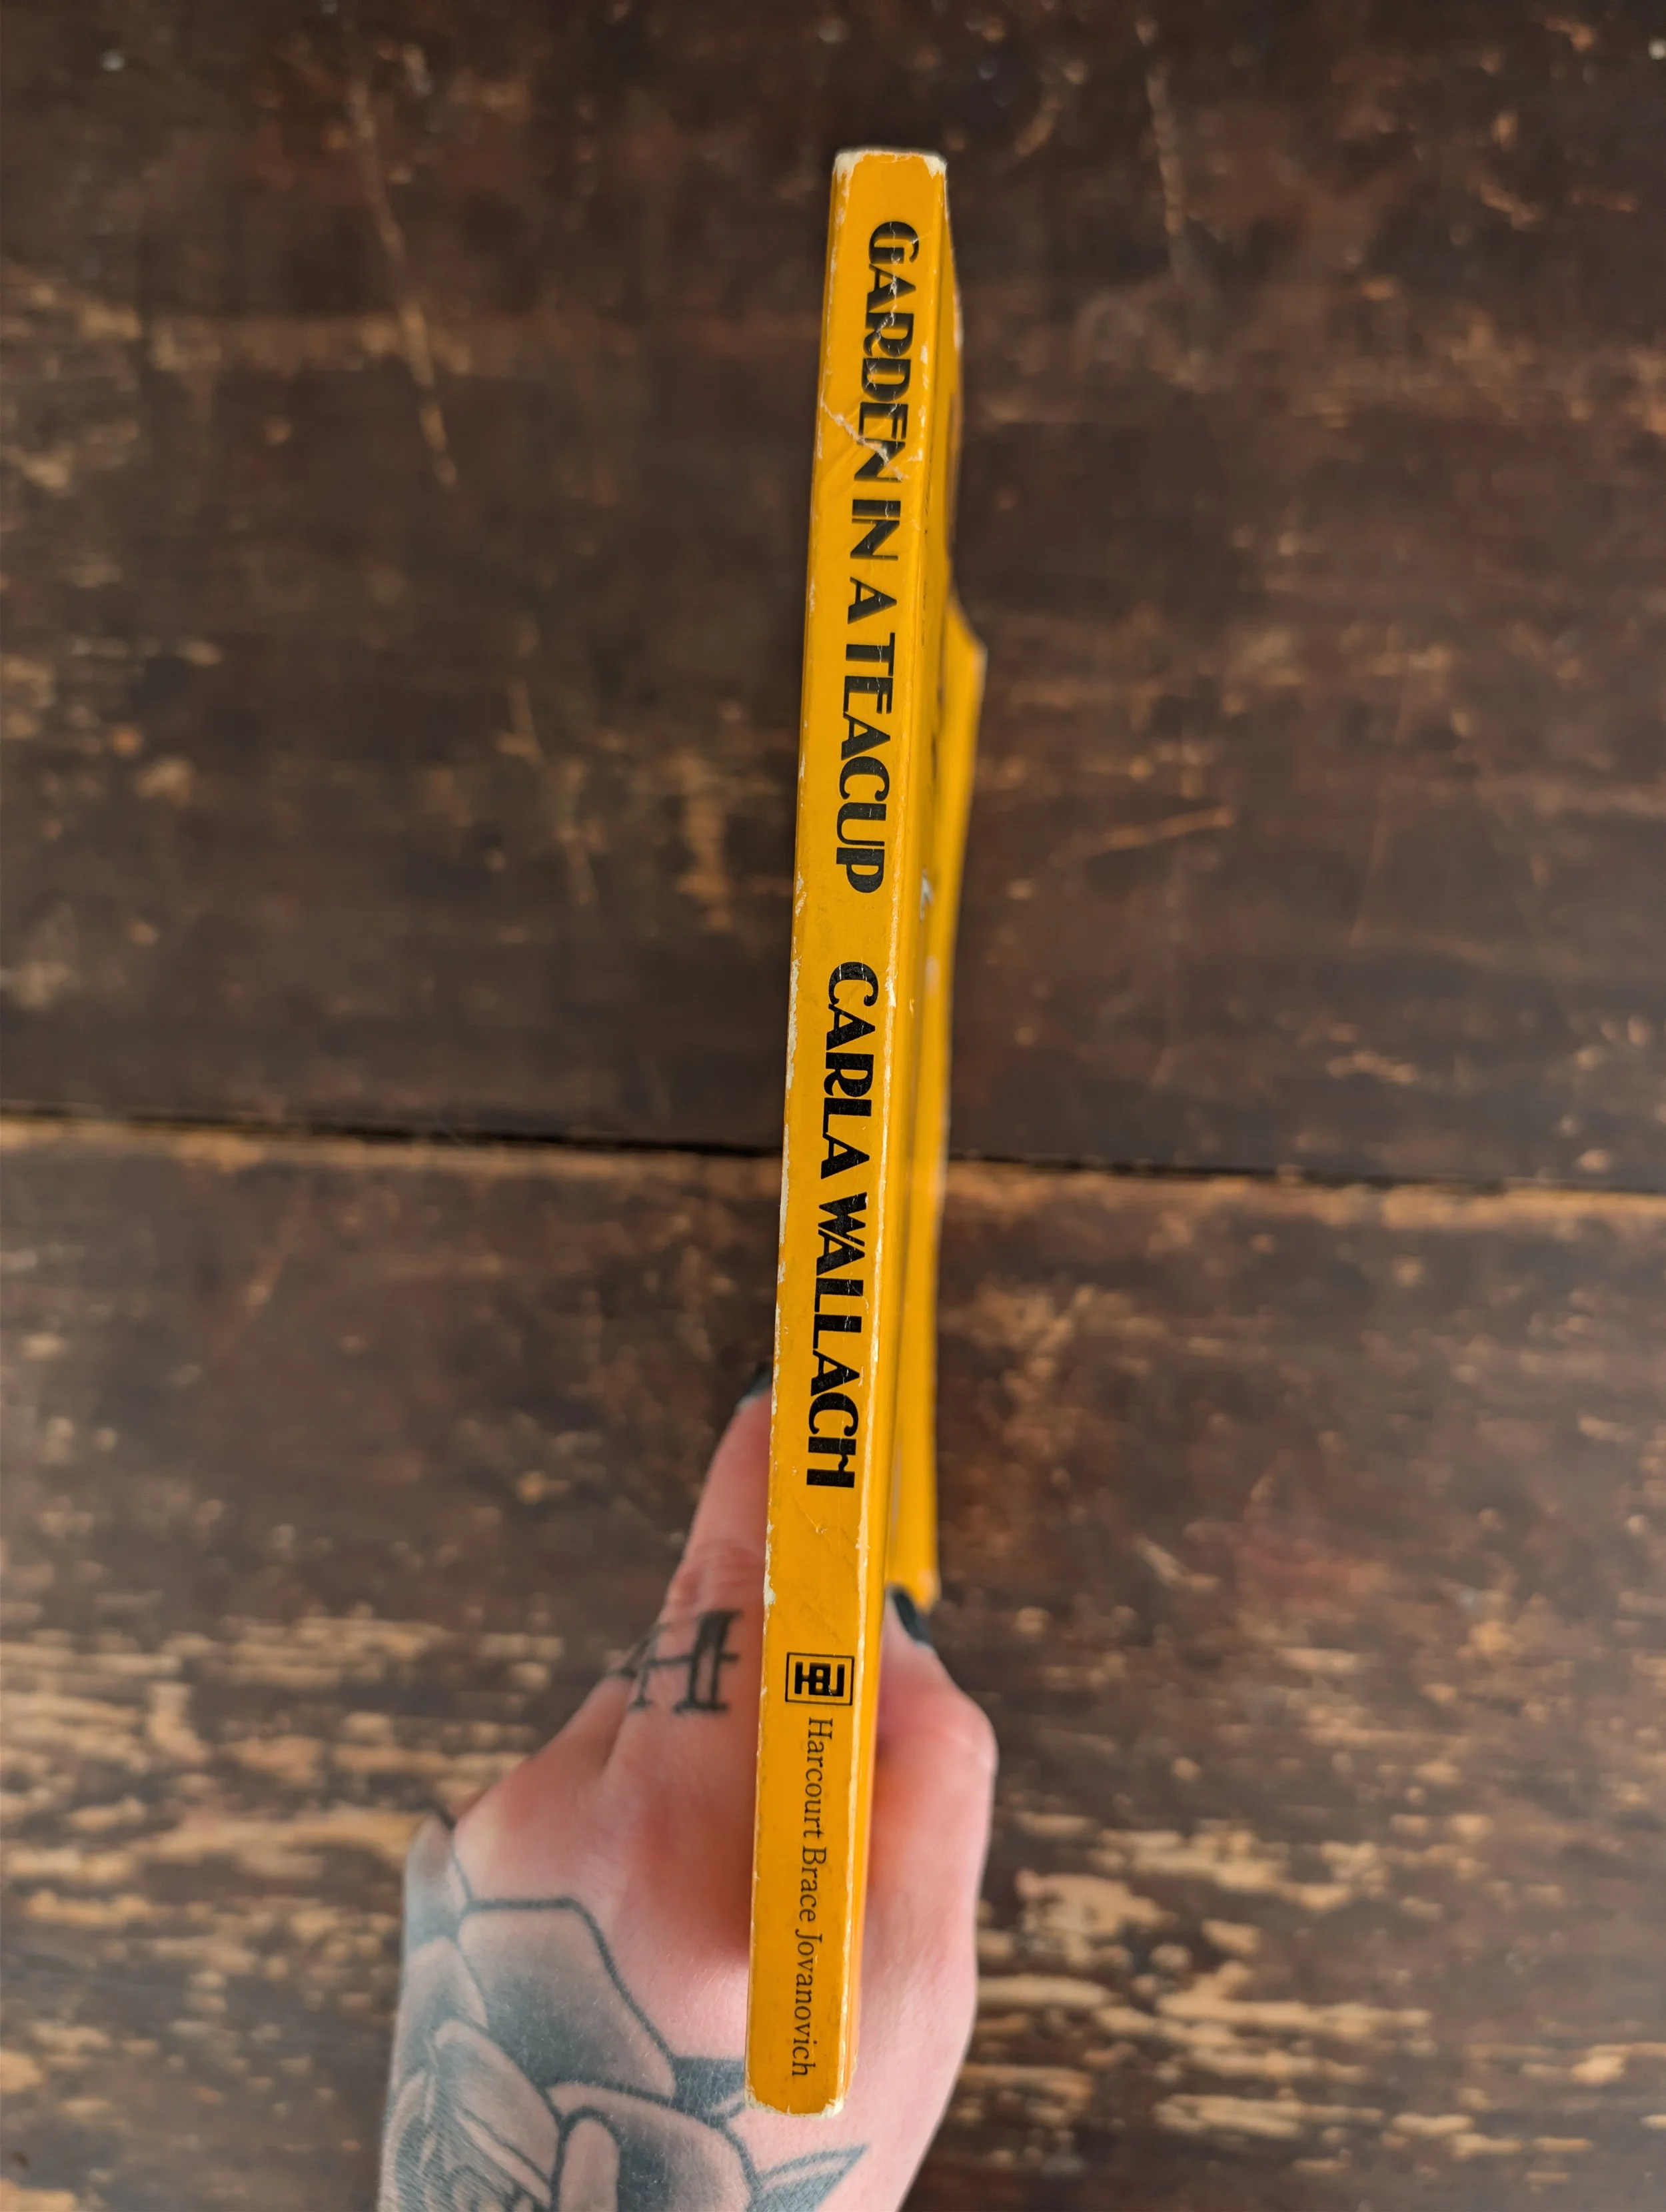 GARDEN IN A TEACUP CARLA WALLACH
HBJ
Harcourt Brace Jovanovich
H